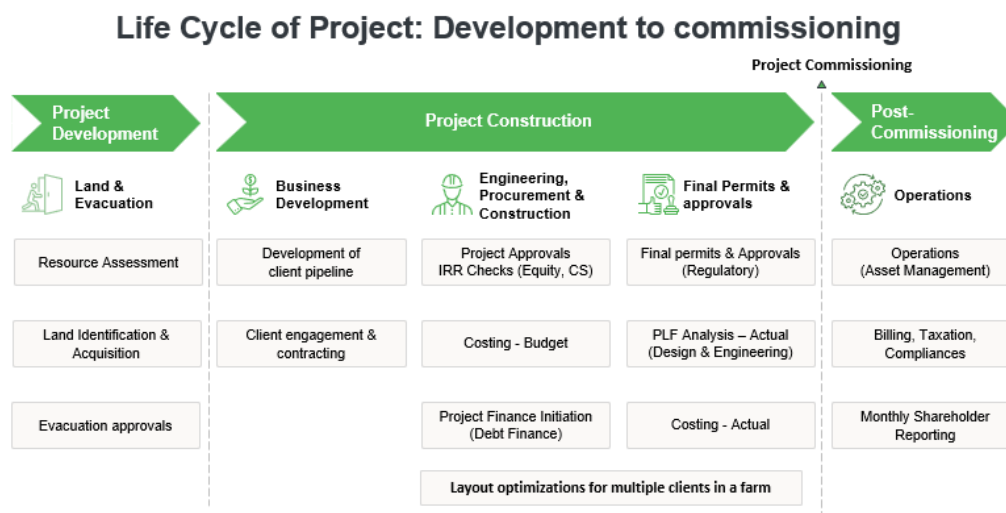 Life Cycle of Project: Development to commissioning
Project Commissioning
Project
Development
Project Construction
Post-
Commissioning
Land &
Evacuation
Business
Development
Engineering,
Procurement &
Construction
Final Permits &
approvals
Operations
Resource Assessment
Development of
client pipeline
Project Approvals
IRR Checks (Equity, CS)
Final permits & Approvals
(Regulatory)
Operations
(Asset Management)
Land Identification &
Acquisition
Client engagement &
contracting
Costing - Budget
PLF Analysis – Actual
(Design & Engineering)
Billing, Taxation,
Compliances
Evacuation approvals
Project Finance Initiation
(Debt Finance)
Costing - Actual
Monthly Shareholder
Reporting
Layout optimizations for multiple clients in a farm